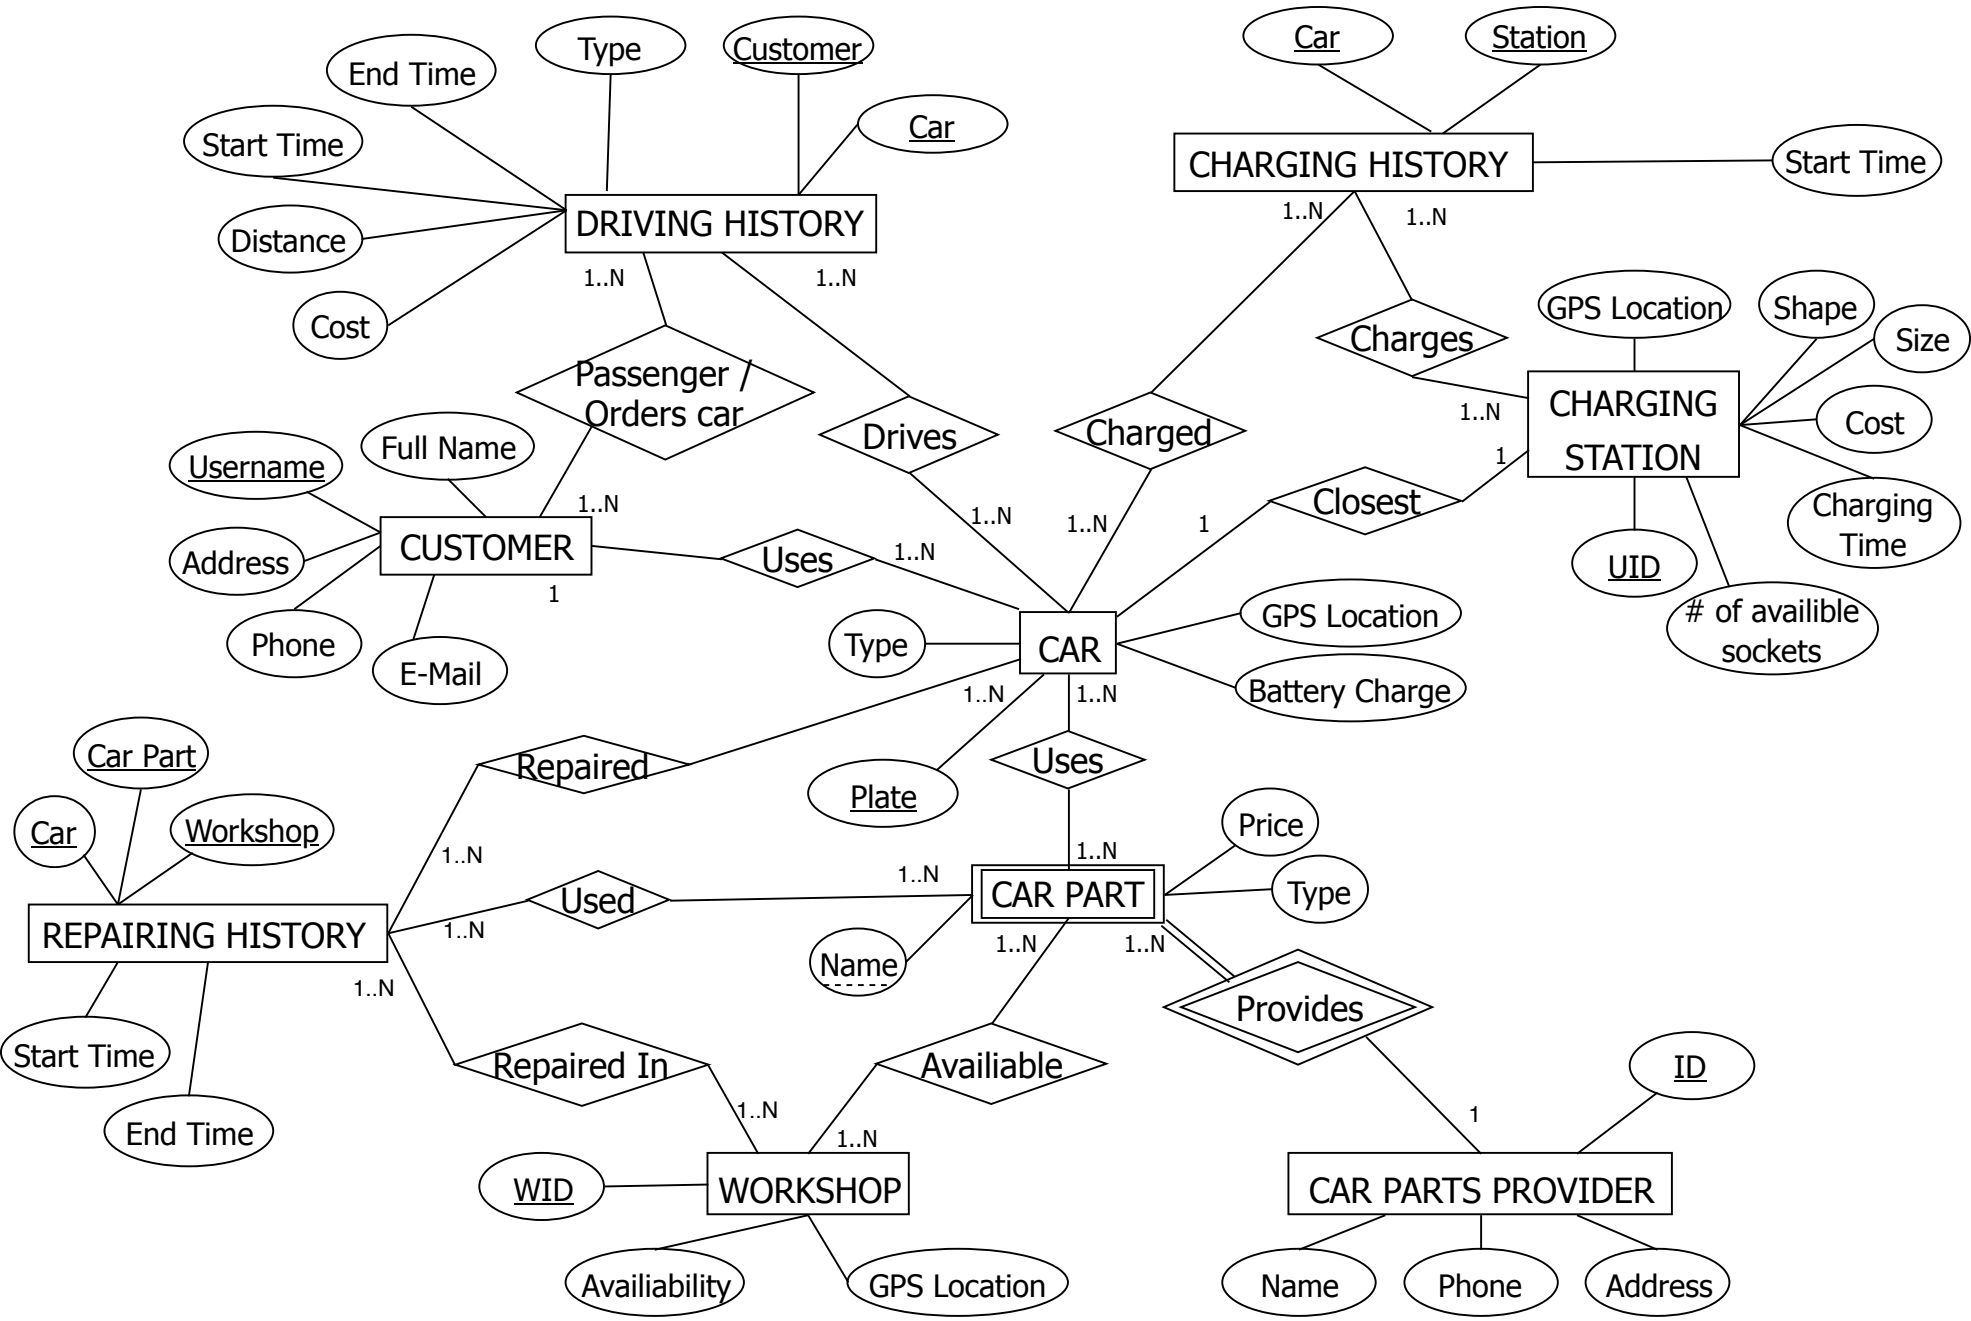 Type
Customer
End Time
Car
Start Time
DRIVING HISTORY
Distance
Cost
1..N
1..N
Car
Station
CHARGING HISTORY
Start Time
1..N
1..N
Passenger /
Orders car
Drives
Charged
Charges
GPS Location
Shape
Size
Cost
CHARGING
STATION
1..N
1
Closest
1
Charging
Time
UID
# of availible
sockets
Full Name
Username
Address
CUSTOMER
1..N
1
Phone
E-Mail
Uses
1..N
1..N
1..N
Type
CAR
GPS Location
Battery Charge
1..N
1..N
Plate
Uses
Repaired
Car Part
Car
Workshop
1..N
REPAIRING HISTORY
1..N
1..N
Start Time
End Time
Used
1..N
1..N
CAR PART
Price
Type
Name
1..N
1..N
Provides
Repaired In
1..N
Availiable
1..N
WID
WORKSHOP
Availiability
GPS Location
1
ID
CAR PARTS PROVIDER
Name
Phone
Address